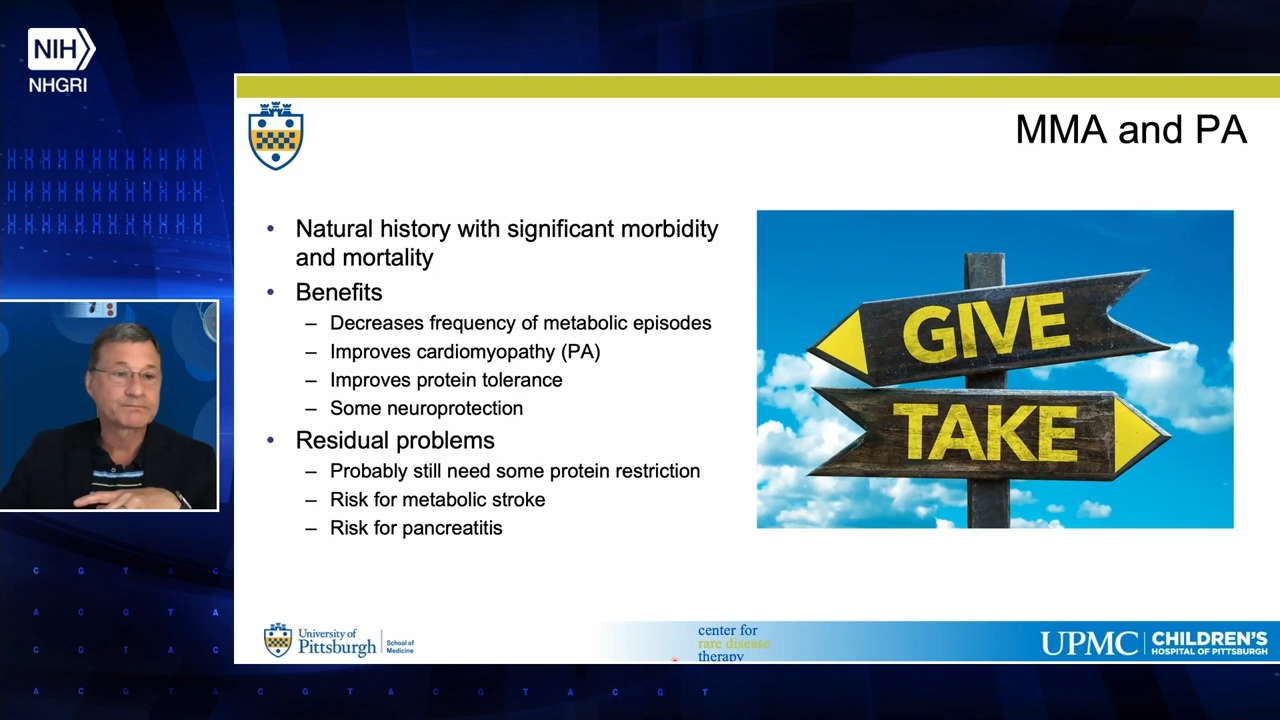 NIH
NHGRI
MMA and PA
• Natural history with significant morbidity
and mortality
• Benefits
– Decreases frequency of metabolic episodes
– Improves cardiomyopathy (PA)
– Improves protein tolerance
– Some neuroprotection
• Residual problems
– Probably still need some protein restriction
– Risk for metabolic stroke
– Risk for pancreatitis
GIVE
TAKE
University of
Pittsburgh
School of
Medicine
center for
rare disease
therapy
UPMC
CHILDREN'S
HOSPITAL OF PITTSBURGH
C G T A C
A C G T A
C G T A C
A C G T A C G T A C G T A C G T